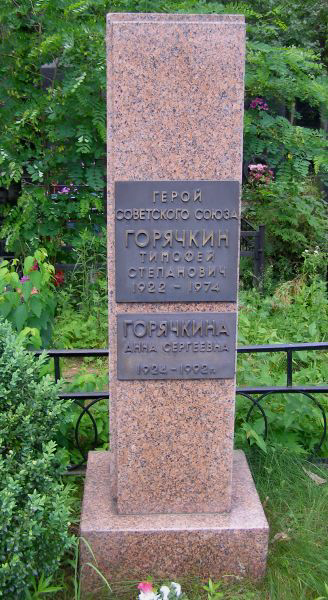 ГЕРОЙ
СОВЕТСКОГО СОЮЗА
ГОРЯЧКИН
ТИМОФЕЙ
СТЕПАНОВИЧ
1922 – 1974
ГОРЯЧКИНА
АННА СЕРГЕЕВНА
1924-1992г.